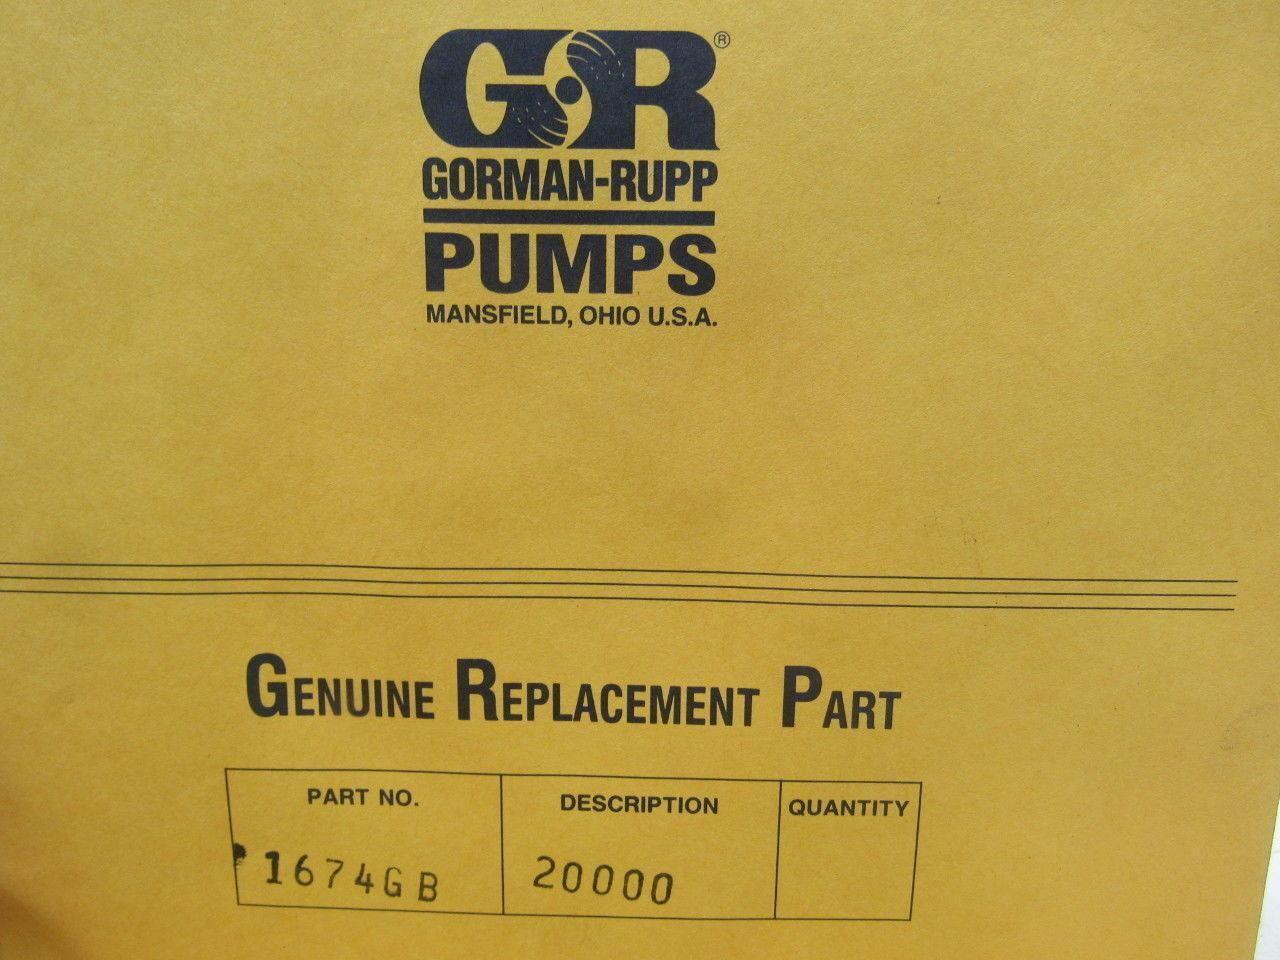 GR®
GORMAN-RUPP
PUMPS
MANSFIELD, OHIO U.S.A.
GENUINE REPLACEMENT PART
PART NO. DESCRIPTION QUANTITY
1674GB 20000